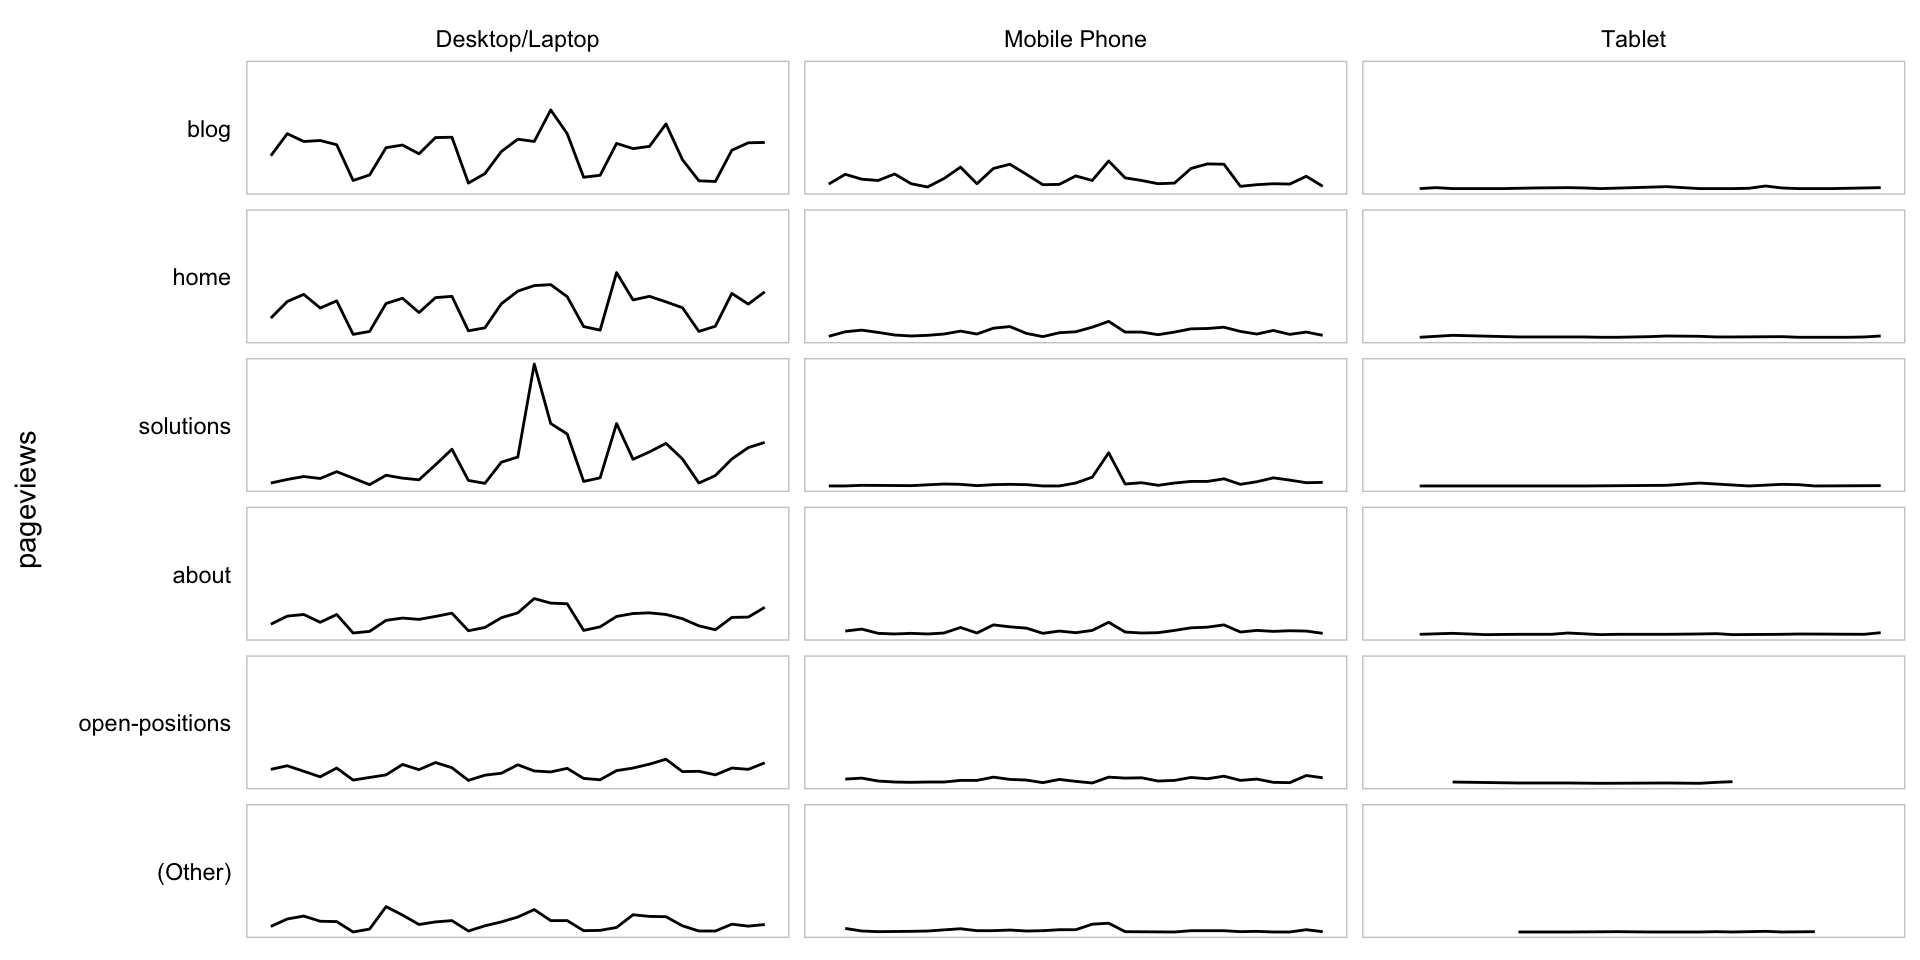 Desktop/Laptop Mobile Phone Tablet
blog
home
solutions
about
open-positions
(Other)
pageviews